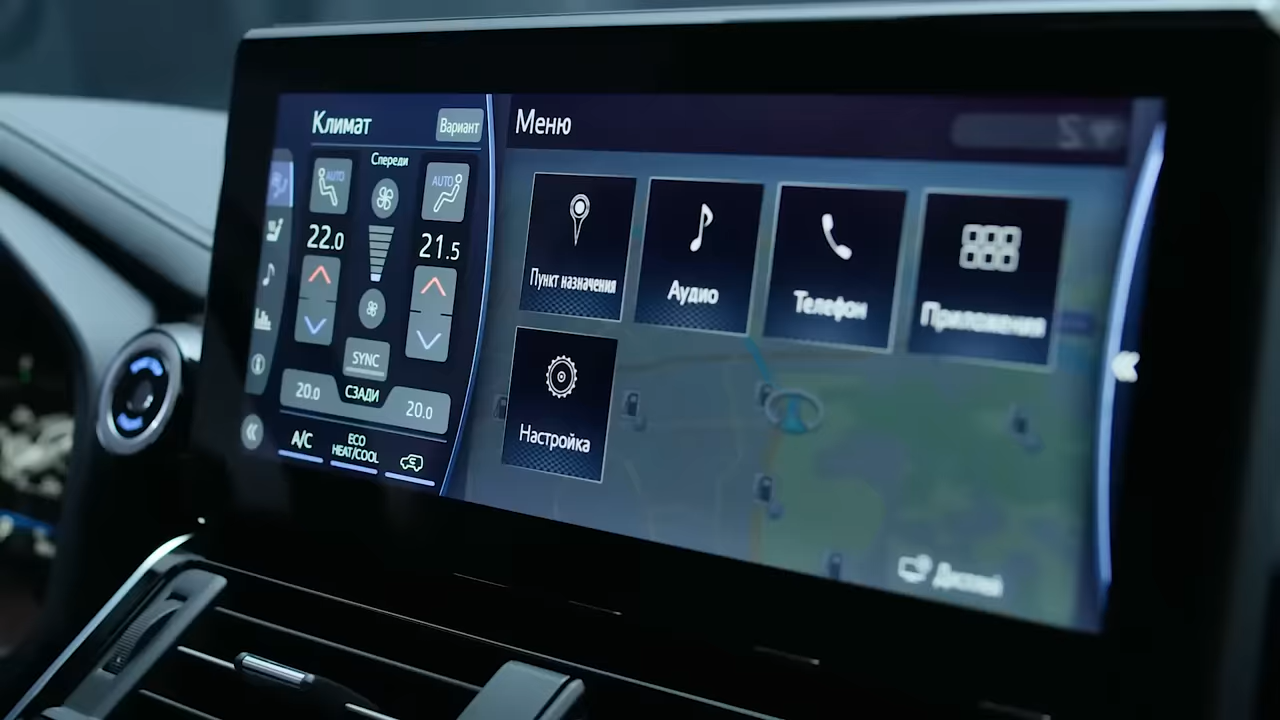 Климат
Вариант
Спереди
AUTO
AUTO
22.0
21.5
SYNC
20.0
СЗАДИ
20.0
A/C
ECO
HEAT/COOL
Меню
Пункт назначения
Аудио
Телефон
Приложения
Настройка
Дисплей